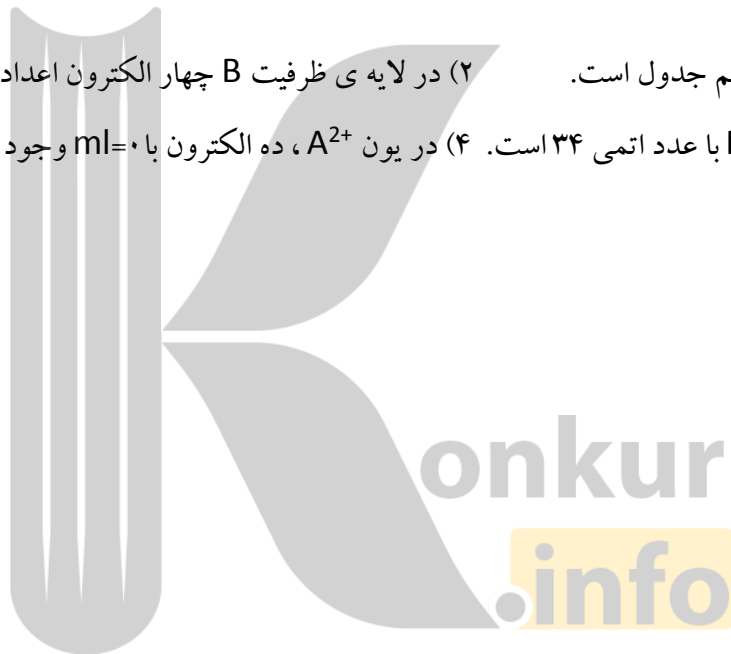 جدول است. ۲) در لایه ی ظرفیت B چهار الکترون اعداد
با عدد اتمی ۳۴ است. ۴) در یون A²⁺ ، ده الکترون با ml=۰ وجود
onkur
.info